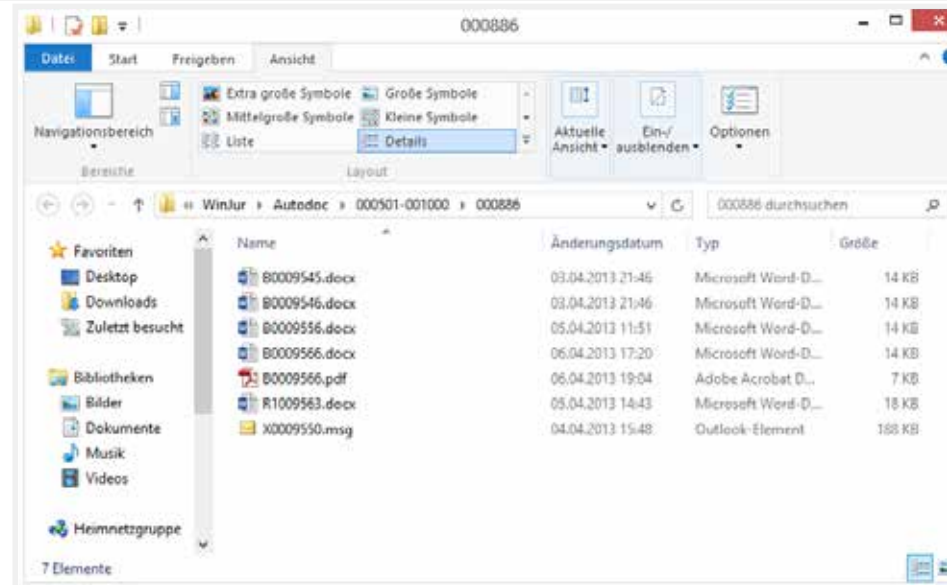 000886
Datei Start Freigeben Ansicht
Extra große Symbole Große Symbole
Mittelgroße Symbole Kleine Symbole
Liste Details
Navigationsbereich
Aktuelle Ansicht
Ein-/ ausblenden
Optionen
Bereiche Layout
« WinJur Autodoc 000501-001000 000886 000886 durchsuchen
Name Änderungsdatum Typ Größe
B0009545.docx 03.04.2013 21:46 Microsoft Word-D... 14 KB
B0009546.docx 03.04.2013 21:46 Microsoft Word-D... 14 KB
B0009556.docx 05.04.2013 11:51 Microsoft Word-D... 14 KB
B0009566.docx 06.04.2013 17:20 Microsoft Word-D... 14 KB
B0009566.pdf 06.04.2013 19:04 Adobe Acrobat D... 7 KB
R1009563.docx 05.04.2013 14:43 Microsoft Word-D... 18 KB
X0009550.msg 04.04.2013 15:48 Outlook-Element 188 KB
Favoriten
Desktop
Downloads
Zuletzt besucht
Bibliotheken
Bilder
Dokumente
Musik
Videos
Heimnetzgruppe
7 Elemente